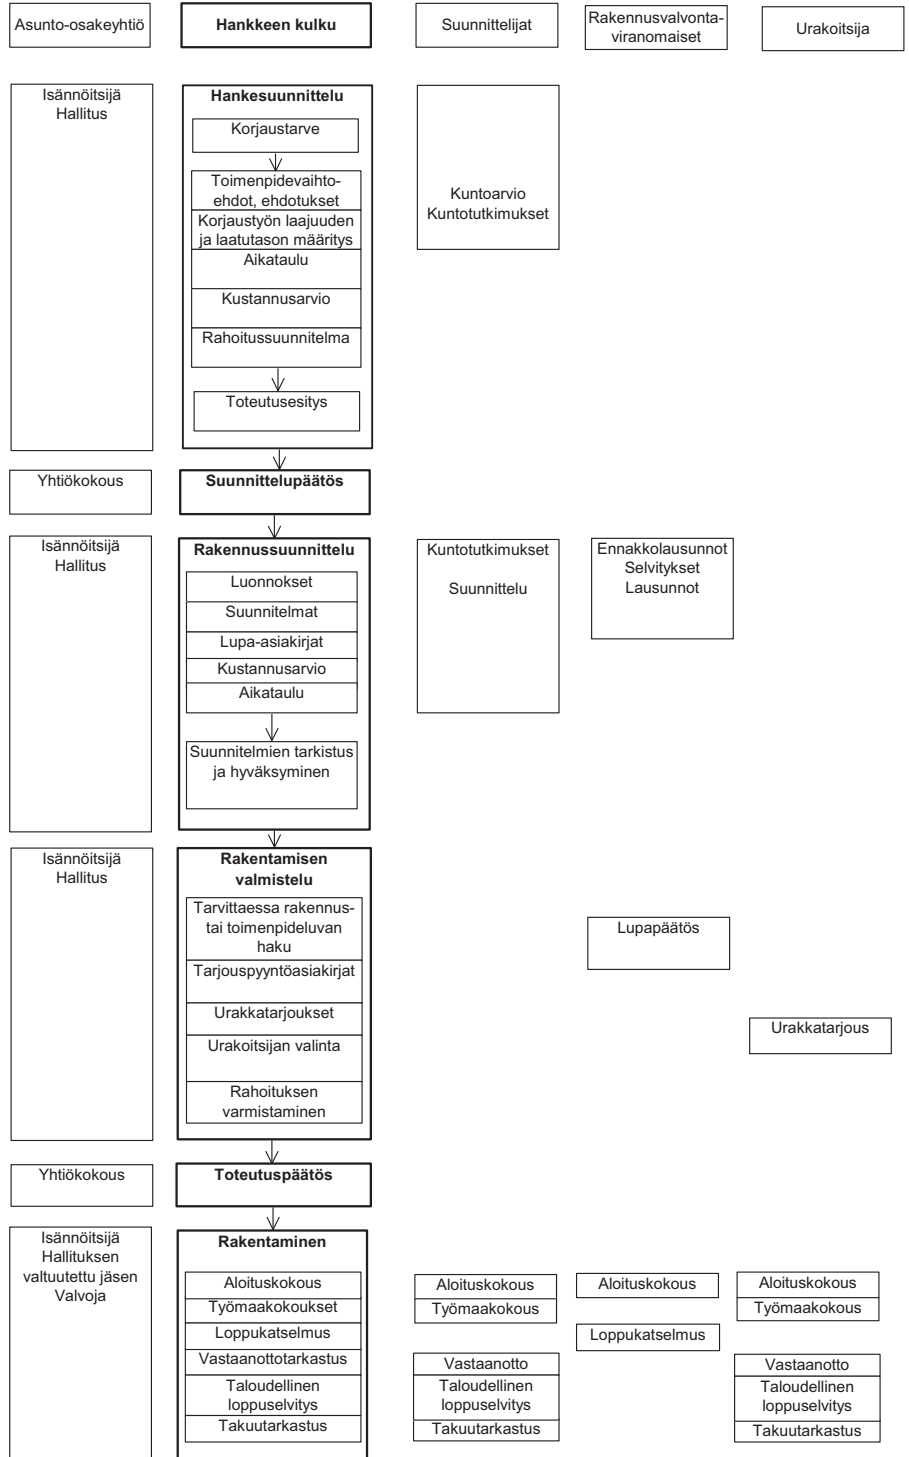 Asunto-osakeyhtiö
Hankkeen kulku
Suunnittelijat
Rakennusvalvonta-
viranomaiset
Urakoitsija
Isännöitsijä
Hallitus
Hankesuunnittelu
Korjaustarve
Toimenpidevaihto-
ehdot, ehdotukset
Korjaustyön laajuuden
ja laatutason määritys
Aikataulu
Kustannusarvio
Rahoitussuunnitelma
Toteutusesitys
Kuntoarvio
Kuntotutkimukset
Yhtiökokous
Suunnittelupäätös
Isännöitsijä
Hallitus
Rakennussuunnittelu
Luonnokset
Suunnitelmat
Lupa-asiakirjat
Kustannusarvio
Aikataulu
Suunnitelmien tarkistus
ja hyväksyminen
Kuntotutkimukset
Suunnittelu
Ennakkolausunnot
Selvitykset
Lausunnot
Isännöitsijä
Hallitus
Rakentamisen
valmistelu
Tarvittaessa rakennus-
tai toimenpideluvan
haku
Tarjouspyyntöasiakirjat
Urakkatarjoukset
Urakoitsijan valinta
Rahoituksen
varmistaminen
Lupapäätös
Urakkatarjous
Yhtiökokous
Toteutuspäätös
Isännöitsijä
Hallituksen
valtuutettu jäsen
Valvoja
Rakentaminen
Aloituskokous
Työmaakokoukset
Loppukatselmus
Vastaanottotarkastus
Taloudellinen
loppuselvitys
Takuutarkastus
Aloituskokous
Työmaakokous
Vastaanotto
Taloudellinen
loppuselvitys
Takuutarkastus
Aloituskokous
Loppukatselmus
Aloituskokous
Työmaakokous
Vastaanotto
Taloudellinen
loppuselvitys
Takuutarkastus